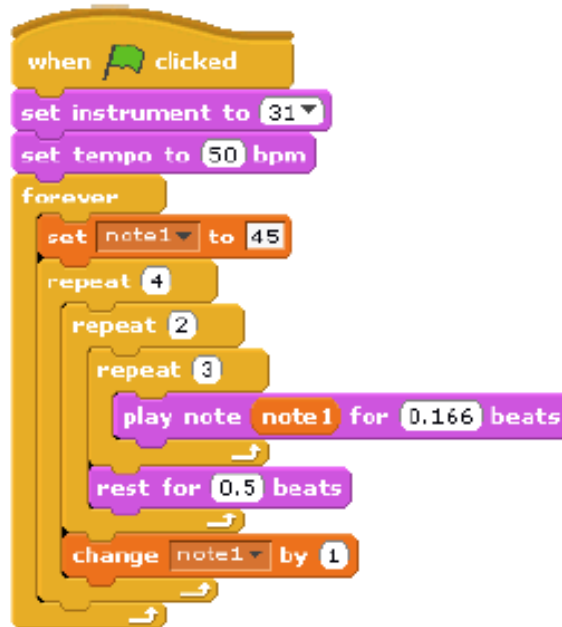 when clicked
set instrument to 31
set tempo to 50 bpm
forever
set note1 to 45
repeat 4
repeat 2
repeat 3
play note note1 for 0.166 beats
rest for 0.5 beats
change note1 by 1